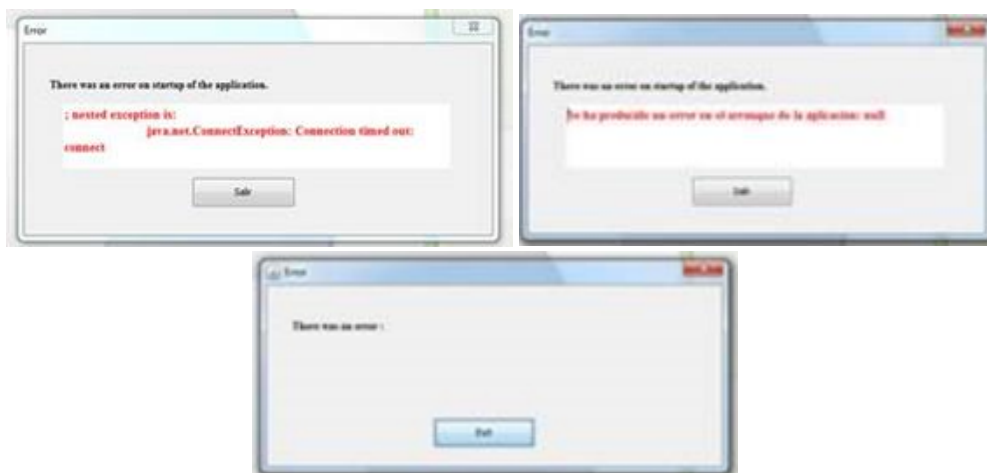 Error
There was an error on startup of the application.
; nested exception is:
java.net.ConnectException: Connection timed out:
connect
Salir
Error
There was an error on startup of the application.
Se ha producido un error en el arranque de la aplicacion: null
Salir
Error
There was an error :
Exit